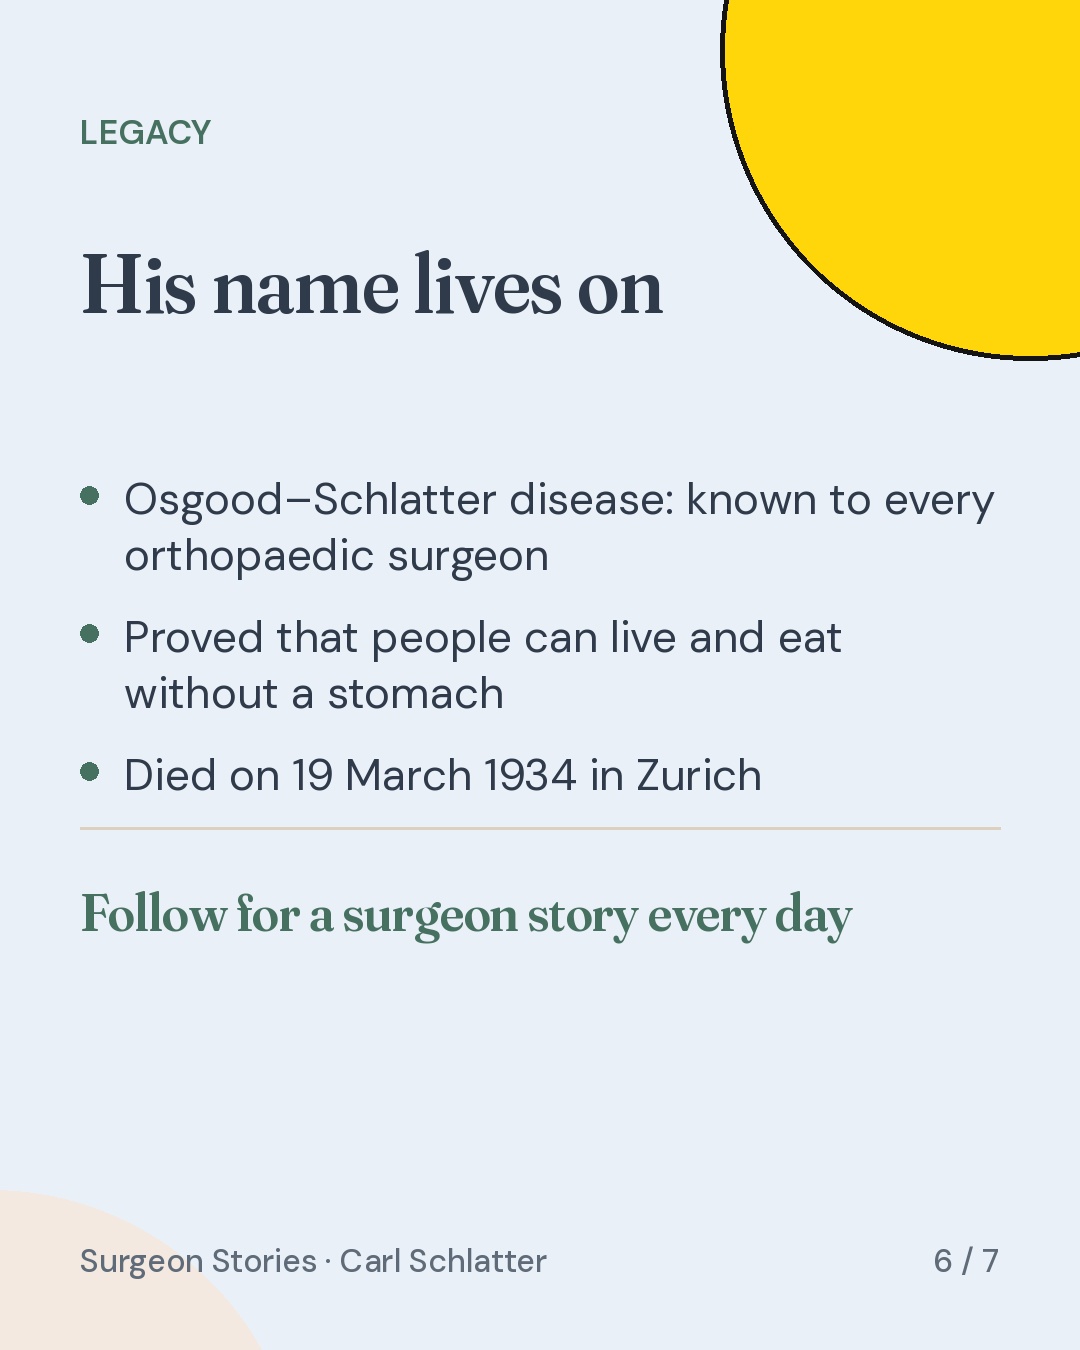 LEGACY
His name lives on
Osgood–Schlatter disease: known to every
orthopaedic surgeon
Proved that people can live and eat
without a stomach
Died on 19 March 1934 in Zurich
Follow for a surgeon story every day
Surgeon Stories · Carl Schlatter
6 / 7